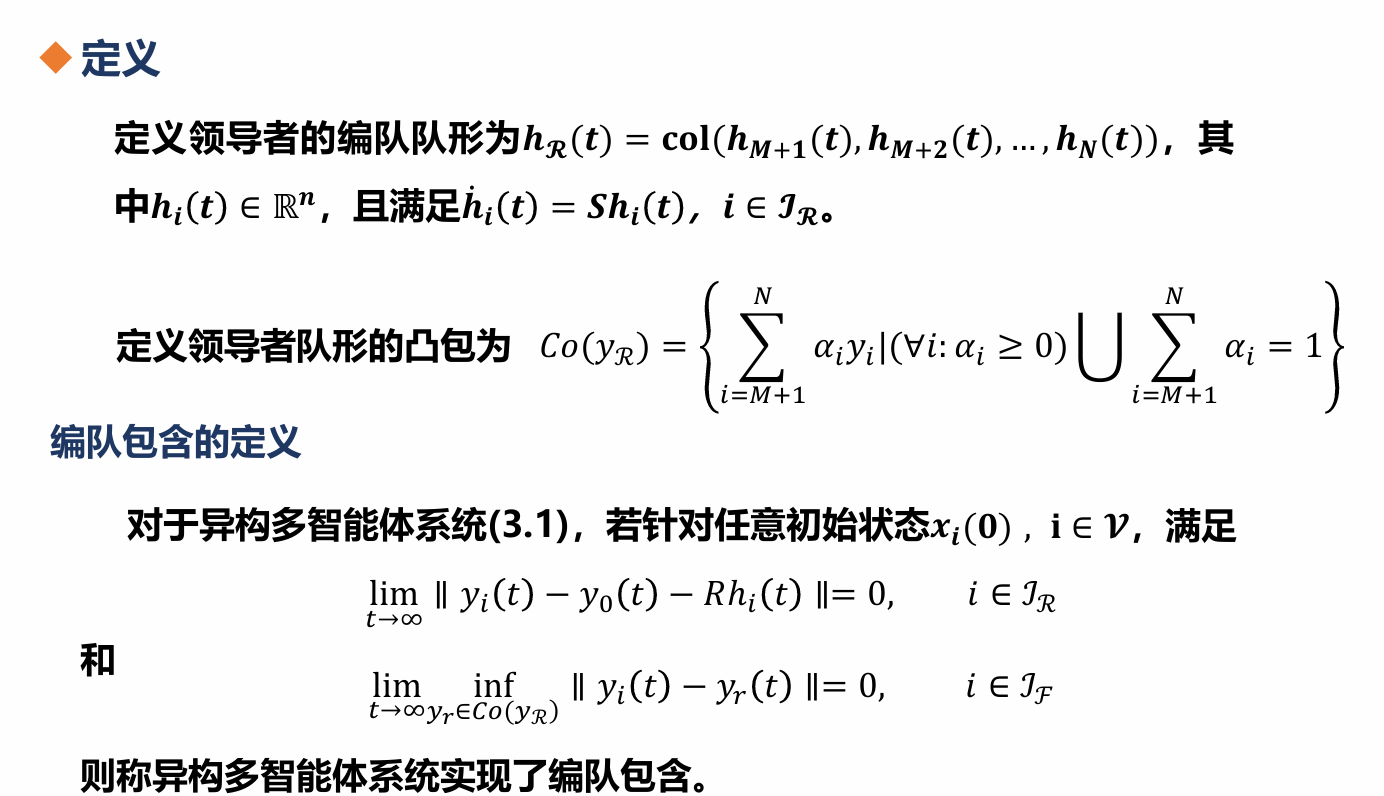 定义
定义领导者的编队队形为h_ℛ(t) = col(h_{M+1}(t), h_{M+2}(t), … , h_N(t))，其
中h_i(t) ∈ ℝ^n，且满足ḣ_i(t) = Sh_i(t)，i ∈ ℐ_ℛ。
定义领导者队形的凸包为 Co(y_ℛ) = { ∑_{i=M+1}^{N} α_i y_i | (∀i: α_i ≥ 0) ⋃ ∑_{i=M+1}^{N} α_i = 1 }
编队包含的定义
对于异构多智能体系统(3.1)，若针对任意初始状态x_i(0) , i ∈ 𝒱，满足
lim_{t→∞} ‖ y_i(t) − y_0(t) − Rh_i(t) ‖= 0, i ∈ ℐ_ℛ
和
lim_{t→∞} inf_{y_r∈Co(y_ℛ)} ‖ y_i(t) − y_r(t) ‖= 0, i ∈ ℐ_ℱ
则称异构多智能体系统实现了编队包含。